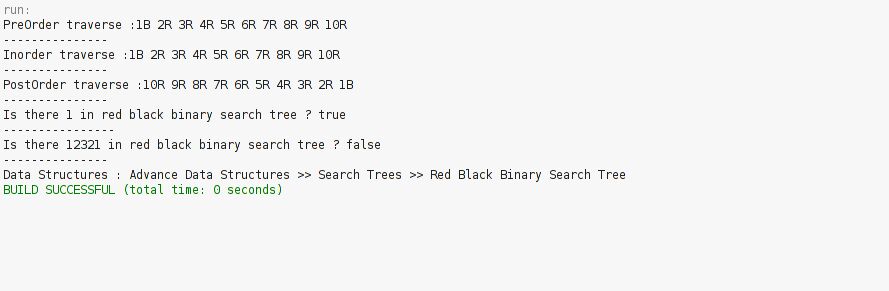 run:
PreOrder traverse :1B 2R 3R 4R 5R 6R 7R 8R 9R 10R
---------------
Inorder traverse :1B 2R 3R 4R 5R 6R 7R 8R 9R 10R
---------------
PostOrder traverse :10R 9R 8R 7R 6R 5R 4R 3R 2R 1B
---------------
Is there 1 in red black binary search tree ? true
----------------
Is there 12321 in red black binary search tree ? false
---------------
Data Structures : Advance Data Structures >> Search Trees >> Red Black Binary Search Tree
BUILD SUCCESSFUL (total time: 0 seconds)